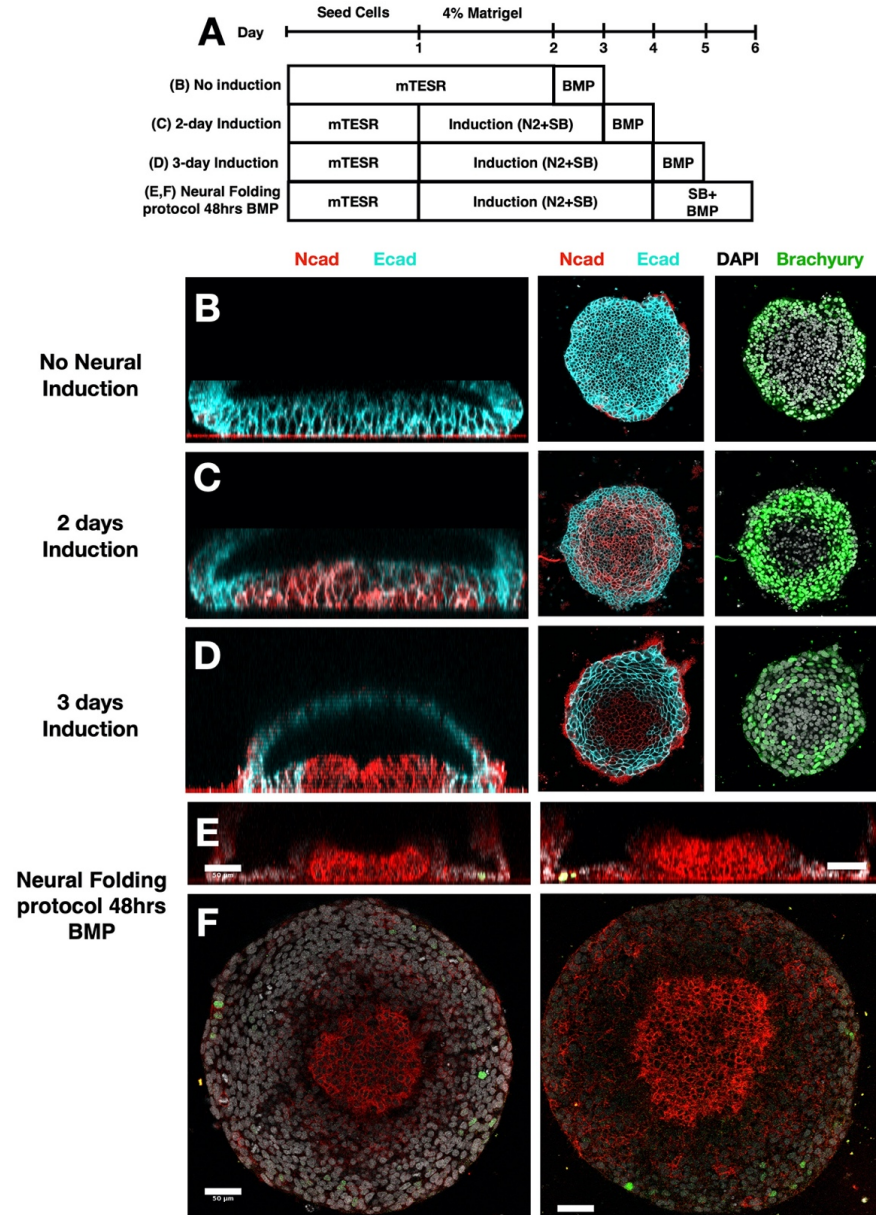 A
Day
Seed Cells
4% Matrigel
1
2
3
4
5
6
(B) No induction
mTESR
BMP
(C) 2-day Induction
mTESR
Induction (N2+SB)
BMP
(D) 3-day Induction
mTESR
Induction (N2+SB)
BMP
(E,F) Neural Folding
protocol 48hrs BMP
mTESR
Induction (N2+SB)
SB+
BMP
Ncad Ecad
Ncad Ecad
DAPI Brachyury
No Neural
Induction
B
2 days
Induction
C
3 days
Induction
D
Neural Folding
protocol 48hrs
BMP
E
50 µm
F
50 µm